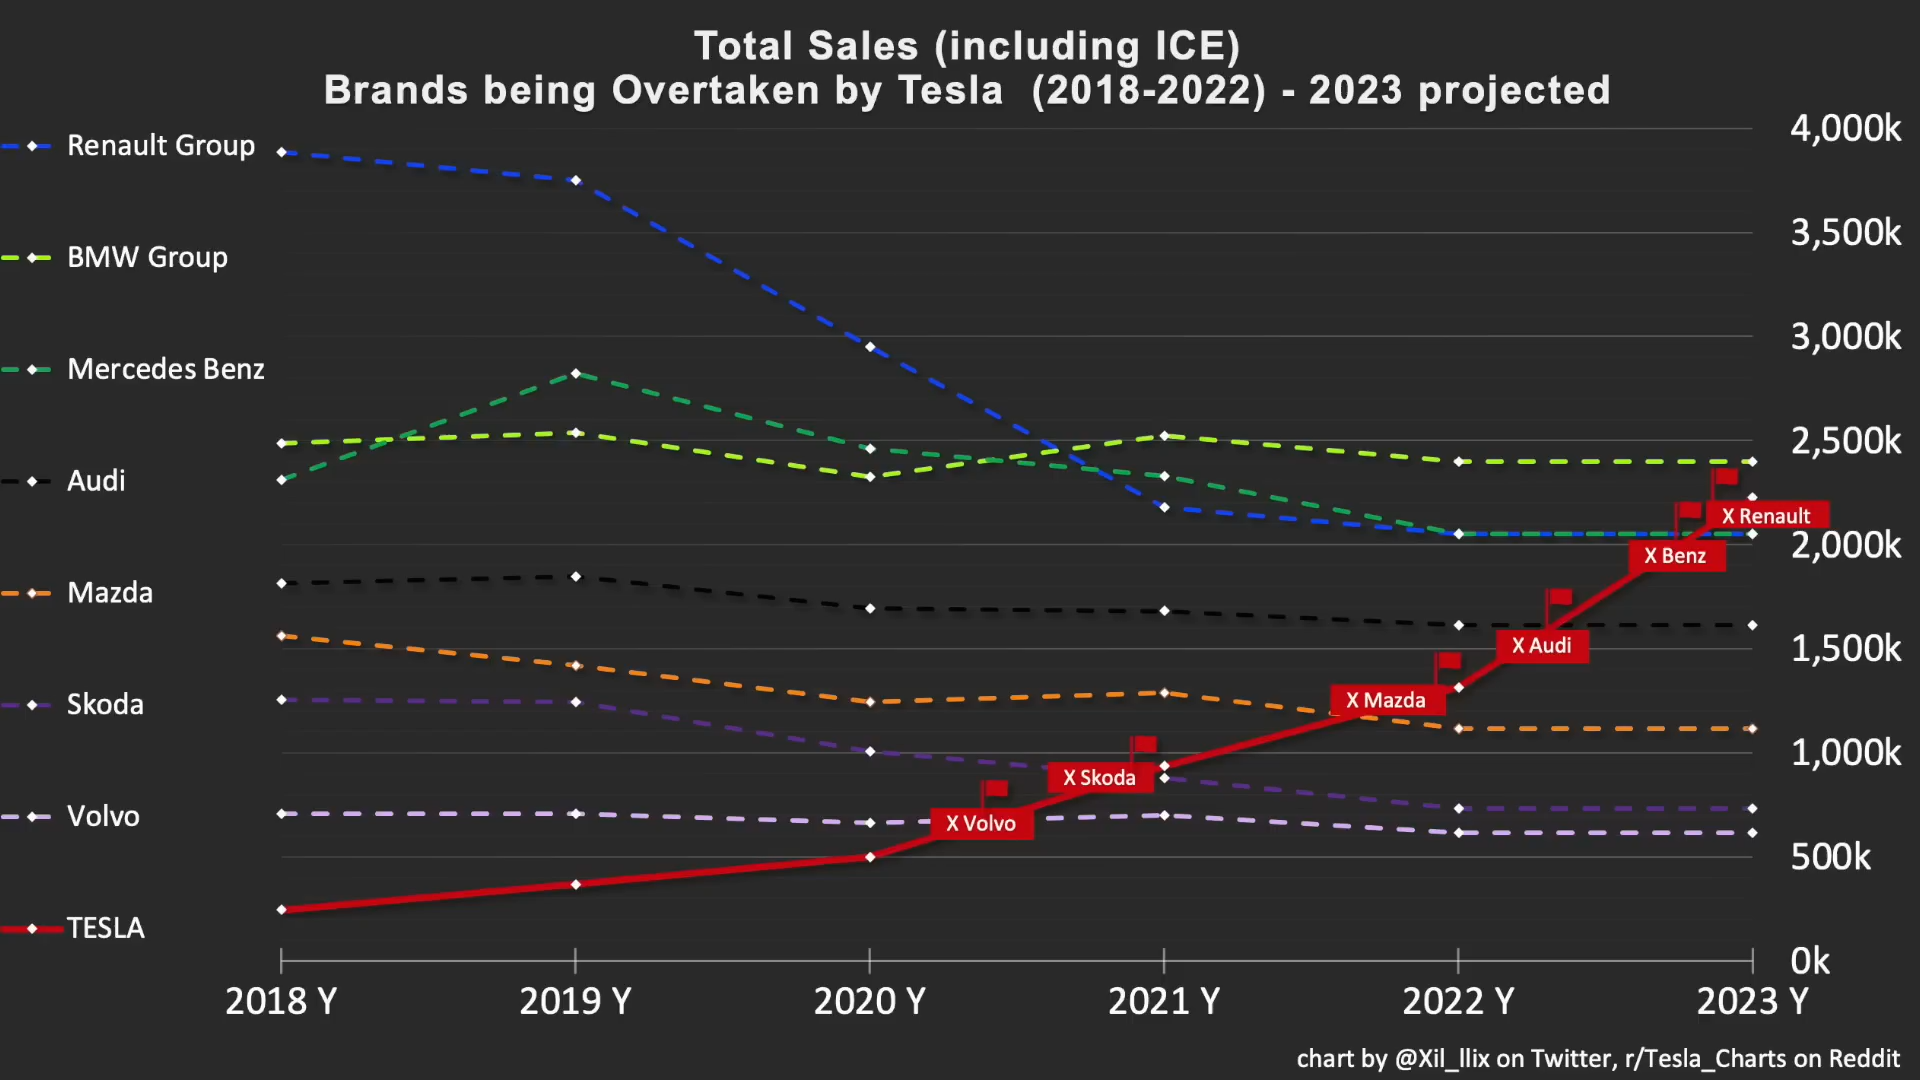 Total Sales (including ICE)
Brands being Overtaken by Tesla (2018-2022) - 2023 projected
Renault Group
BMW Group
Mercedes Benz
Audi
Mazda
Skoda
Volvo
TESLA
4,000k
3,500k
3,000k
2,500k
2,000k
1,500k
1,000k
500k
0k
X Renault
X Benz
X Audi
X Mazda
X Skoda
X Volvo
2018 Y
2019 Y
2020 Y
2021 Y
2022 Y
2023 Y
chart by @Xil_llix on Twitter, r/Tesla_Charts on Reddit